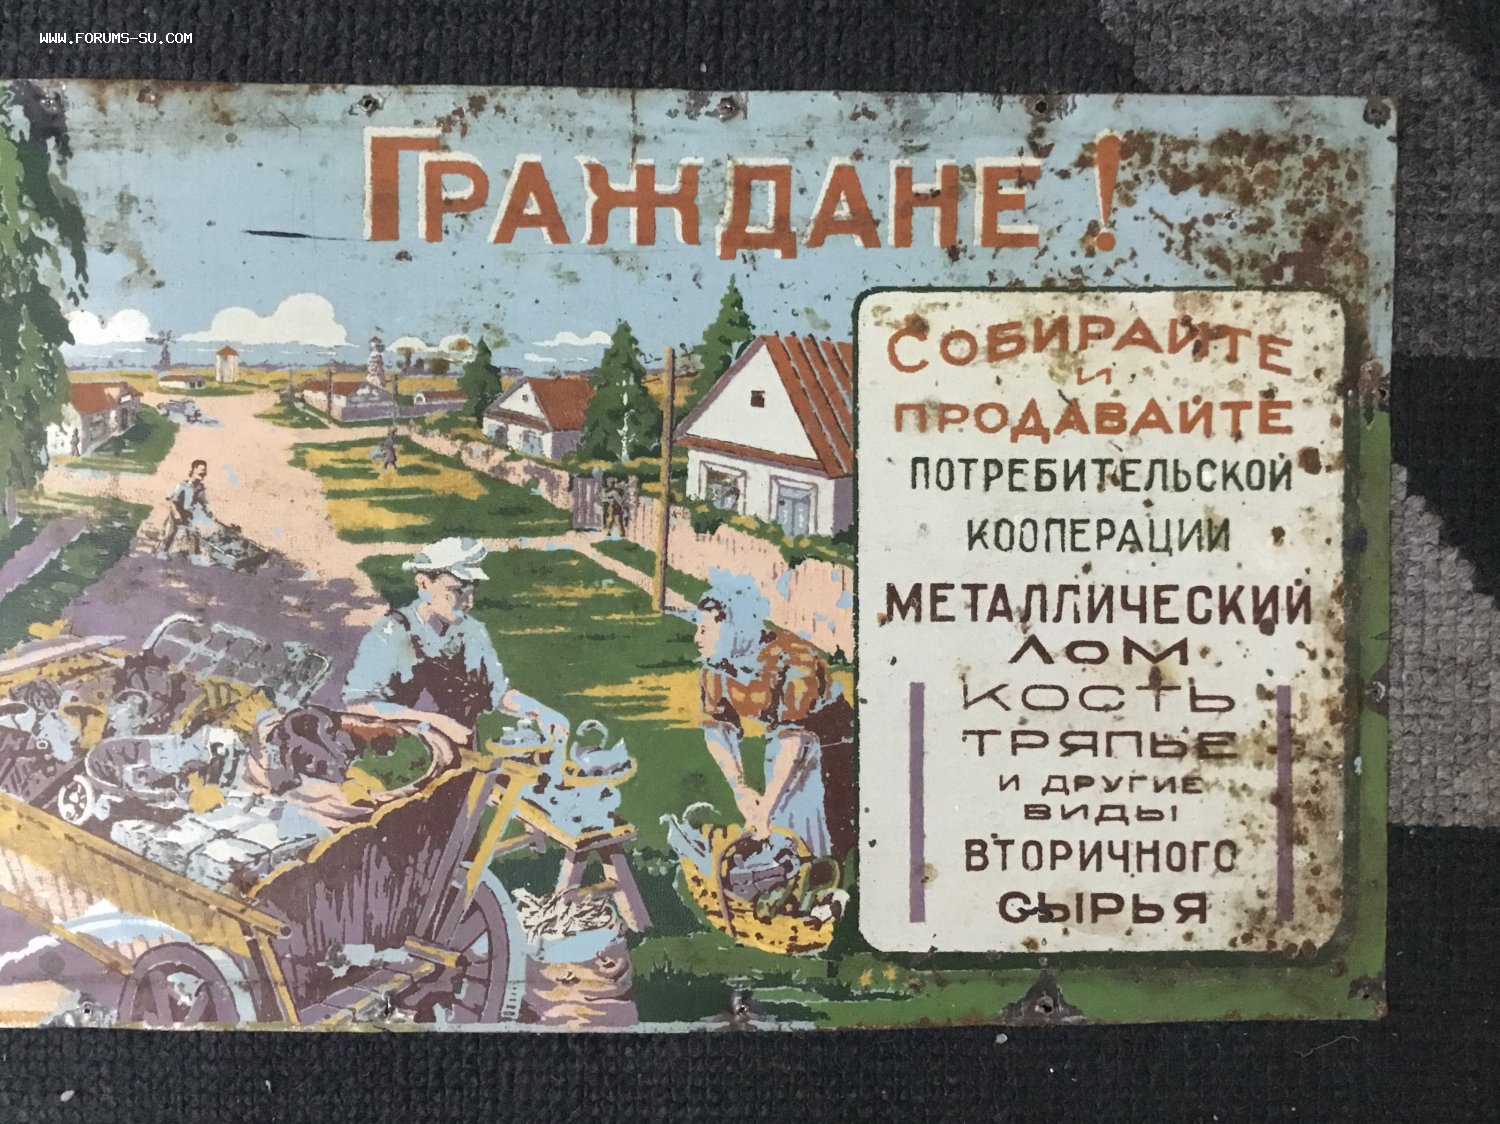 WWW.FORUMS-SU.COM
ГРАЖДАНЕ!
СОБИРАЙТЕ
И
ПРОДАВАЙТЕ
ПОТРЕБИТЕЛЬСКОЙ
КООПЕРАЦИИ
МЕТАЛЛИЧЕСКИЙ
ЛОМ
КОСТЬ
ТРЯПЬЕ
И ДРУГИЕ
ВИДЫ
ВТОРИЧНОГО
СЫРЬЯ